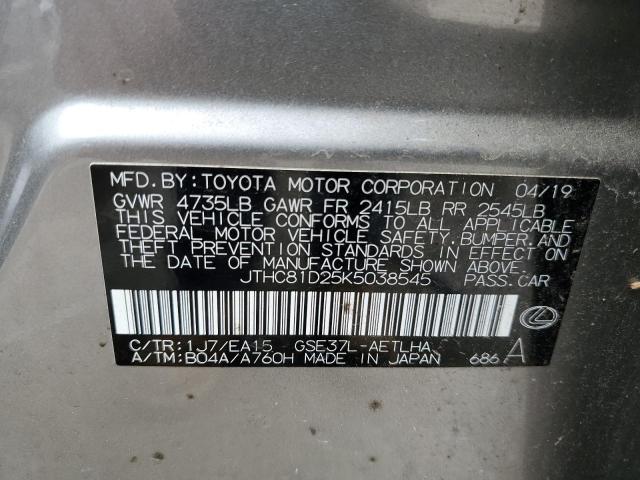 MFD. BY: TOYOTA MOTOR CORPORATION 04/19
GVWR 4735LB GAWR FR 2415LB RR 2545LB
THIS VEHICLE CONFORMS TO ALL APPLICABLE
FEDERAL MOTOR VEHICLE SAFETY, BUMPER, AND
THEFT PREVENTION STANDARDS IN EFFECT ON
THE DATE OF MANUFACTURE SHOWN ABOVE.
JTHC81D25K5038545 PASS. CAR
C/TR: 1J7/EA15 GSE37L-AETLHA
A/TM: B04A/A760H MADE IN JAPAN 686 A